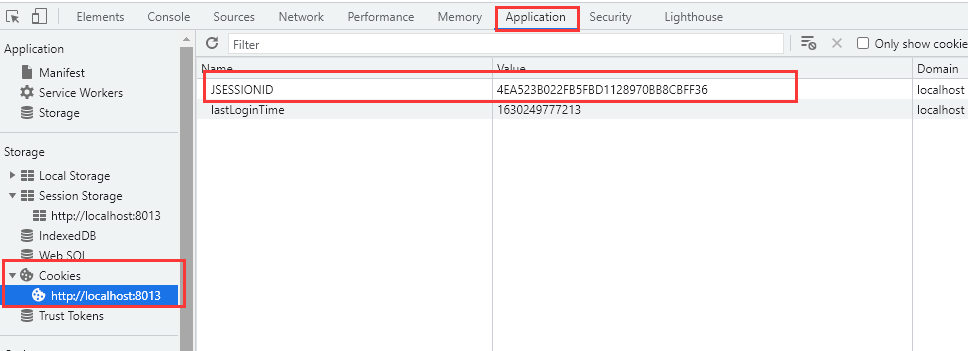 Elements Console Sources Network Performance Memory Application Security Lighthouse
Application
Manifest
Service Workers
Storage
Storage
Local Storage
Session Storage
http://localhost:8013
IndexedDB
Web SQL
Cookies
http://localhost:8013
Trust Tokens
Filter Only show cookie
Name Value Domain
JSESSIONID 4EA523B022FB5FBD1128970BB8CBFF36 localhost
lastLoginTime 1630249777213 localhost